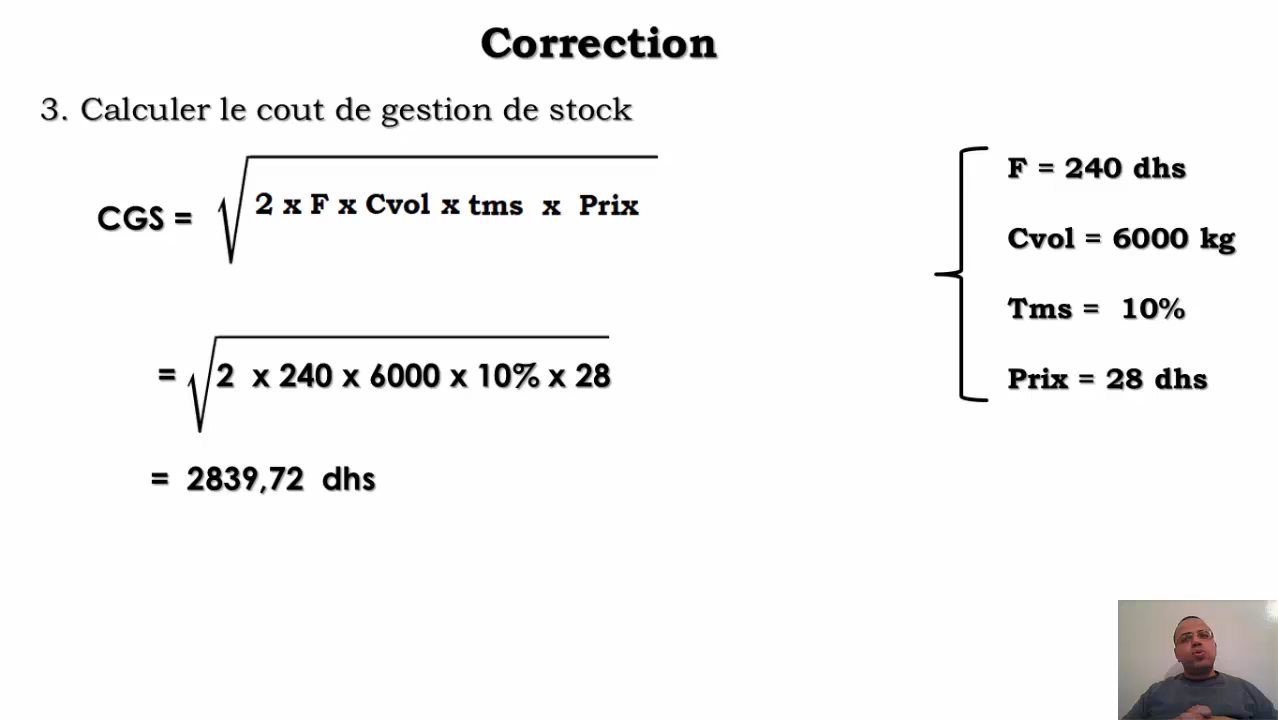 Correction
3. Calculer le cout de gestion de stock
CGS = √ 2 x F x Cvol x tms x Prix
= √ 2 x 240 x 6000 x 10% x 28
= 2839,72 dhs
F = 240 dhs
Cvol = 6000 kg
Tms = 10%
Prix = 28 dhs